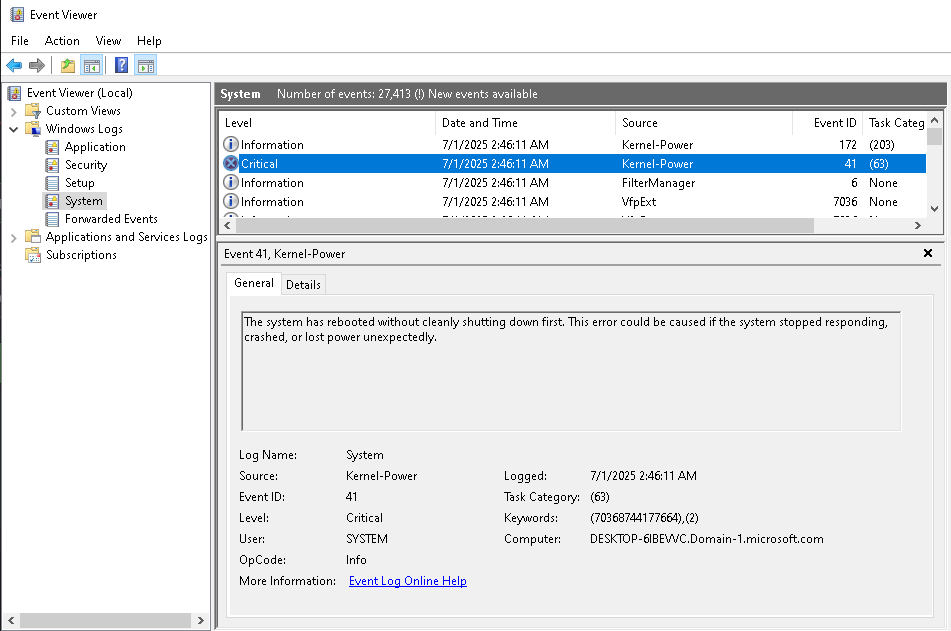 Event Viewer
File Action View Help
Event Viewer (Local)
Custom Views
Windows Logs
Application
Security
Setup
System
Forwarded Events
Applications and Services Logs
Subscriptions
System Number of events: 27,413 (!) New events available
Level Date and Time Source Event ID Task Categ
Information 7/1/2025 2:46:11 AM Kernel-Power 172 (203)
Critical 7/1/2025 2:46:11 AM Kernel-Power 41 (63)
Information 7/1/2025 2:46:11 AM FilterManager 6 None
Information 7/1/2025 2:46:11 AM VfpExt 7036 None
Event 41, Kernel-Power
General Details
The system has rebooted without cleanly shutting down first. This error could be caused if the system stopped responding,
crashed, or lost power unexpectedly.
Log Name: System
Source: Kernel-Power Logged: 7/1/2025 2:46:11 AM
Event ID: 41 Task Category: (63)
Level: Critical Keywords: (70368744177664),(2)
User: SYSTEM Computer: DESKTOP-6IBEVVC.Domain-1.microsoft.com
OpCode: Info
More Information: Event Log Online Help